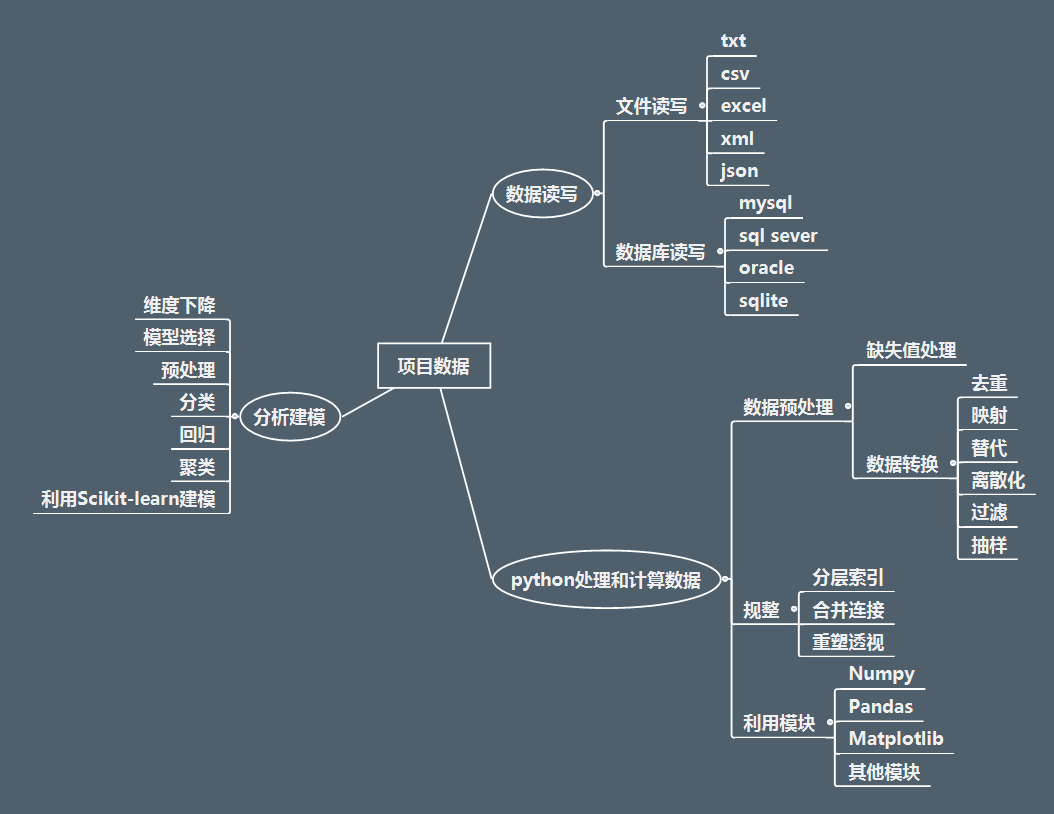 项目数据
数据读写
文件读写
txt
csv
excel
xml
json
数据库读写
mysql
sql sever
oracle
sqlite
python处理和计算数据
数据预处理
缺失值处理
数据转换
去重
映射
替代
离散化
过滤
抽样
规整
分层索引
合并连接
重塑透视
利用模块
Numpy
Pandas
Matplotlib
其他模块
分析建模
维度下降
模型选择
预处理
分类
回归
聚类
利用Scikit-learn建模